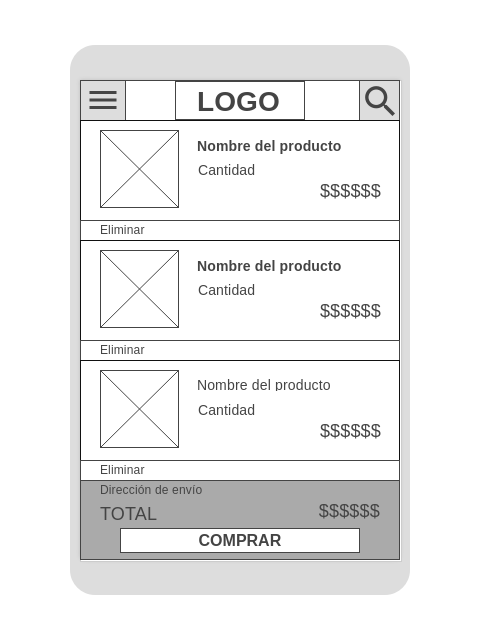 LOGO
Nombre del producto
Cantidad
$$$$$$
Eliminar
Nombre del producto
Cantidad
$$$$$$
Eliminar
Nombre del producto
Cantidad
$$$$$$
Eliminar
Dirección de envío
TOTAL $$$$$$
COMPRAR